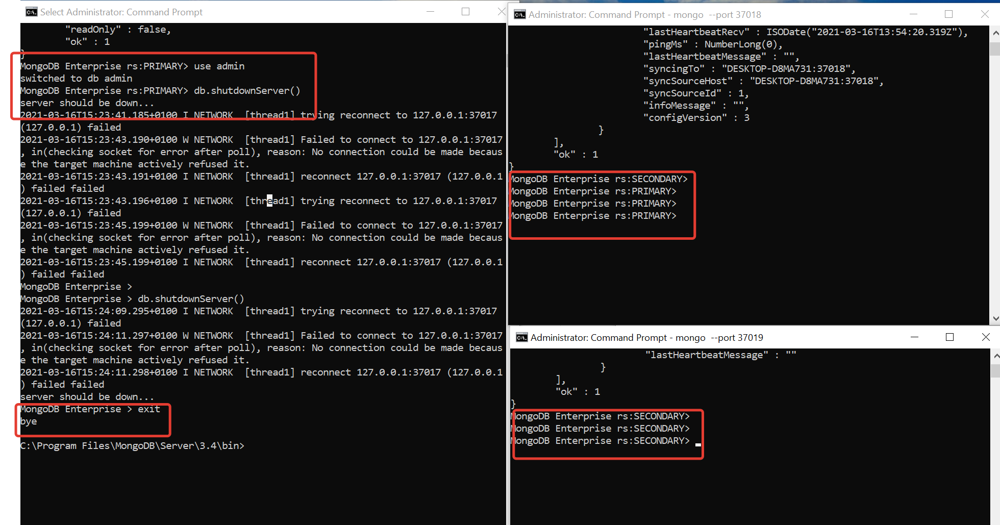 Select Administrator: Command Prompt
"readOnly" : false,
"ok" : 1
}
MongoDB Enterprise rs:PRIMARY> use admin
switched to db admin
MongoDB Enterprise rs:PRIMARY> db.shutdownServer()
server should be down...
2021-03-16T15:23:41.185+0100 I NETWORK  [thread1] trying reconnect to 127.0.0.1:37017
(127.0.0.1) failed
2021-03-16T15:23:43.190+0100 W NETWORK  [thread1] Failed to connect to 127.0.0.1:37017
, in(checking socket for error after poll), reason: No connection could be made becaus
e the target machine actively refused it.
2021-03-16T15:23:43.191+0100 I NETWORK  [thread1] reconnect 127.0.0.1:37017 (127.0.0.1
) failed failed
2021-03-16T15:23:43.196+0100 I NETWORK  [thread1] trying reconnect to 127.0.0.1:37017
(127.0.0.1) failed
2021-03-16T15:23:45.199+0100 W NETWORK  [thread1] Failed to connect to 127.0.0.1:37017
, in(checking socket for error after poll), reason: No connection could be made becaus
e the target machine actively refused it.
2021-03-16T15:23:45.199+0100 I NETWORK  [thread1] reconnect 127.0.0.1:37017 (127.0.0.1
) failed failed
MongoDB Enterprise >
MongoDB Enterprise > db.shutdownServer()
2021-03-16T15:24:09.295+0100 I NETWORK  [thread1] trying reconnect to 127.0.0.1:37017
(127.0.0.1) failed
2021-03-16T15:24:11.297+0100 W NETWORK  [thread1] Failed to connect to 127.0.0.1:37017
, in(checking socket for error after poll), reason: No connection could be made becaus
e the target machine actively refused it.
2021-03-16T15:24:11.298+0100 I NETWORK  [thread1] reconnect 127.0.0.1:37017 (127.0.0.1
) failed failed
server should be down...
MongoDB Enterprise > exit
bye
C:\Program Files\MongoDB\Server\3.4\bin>
Administrator: Command Prompt - mongo  --port 37018
"lastHeartbeatRecv" : ISODate("2021-03-16T13:54:20.319Z"),
"pingMs" : NumberLong(0),
"lastHeartbeatMessage" : "",
"syncingTo" : "DESKTOP-D8MA731:37018",
"syncSourceHost" : "DESKTOP-D8MA731:37018",
"syncSourceId" : 1,
"infoMessage" : "",
"configVersion" : 3
}
],
"ok" : 1
}
MongoDB Enterprise rs:SECONDARY>
MongoDB Enterprise rs:PRIMARY>
MongoDB Enterprise rs:PRIMARY>
MongoDB Enterprise rs:PRIMARY>
Administrator: Command Prompt - mongo  --port 37019
"lastHeartbeatMessage" : ""
}
],
"ok" : 1
}
MongoDB Enterprise rs:SECONDARY>
MongoDB Enterprise rs:SECONDARY>
MongoDB Enterprise rs:SECONDARY>